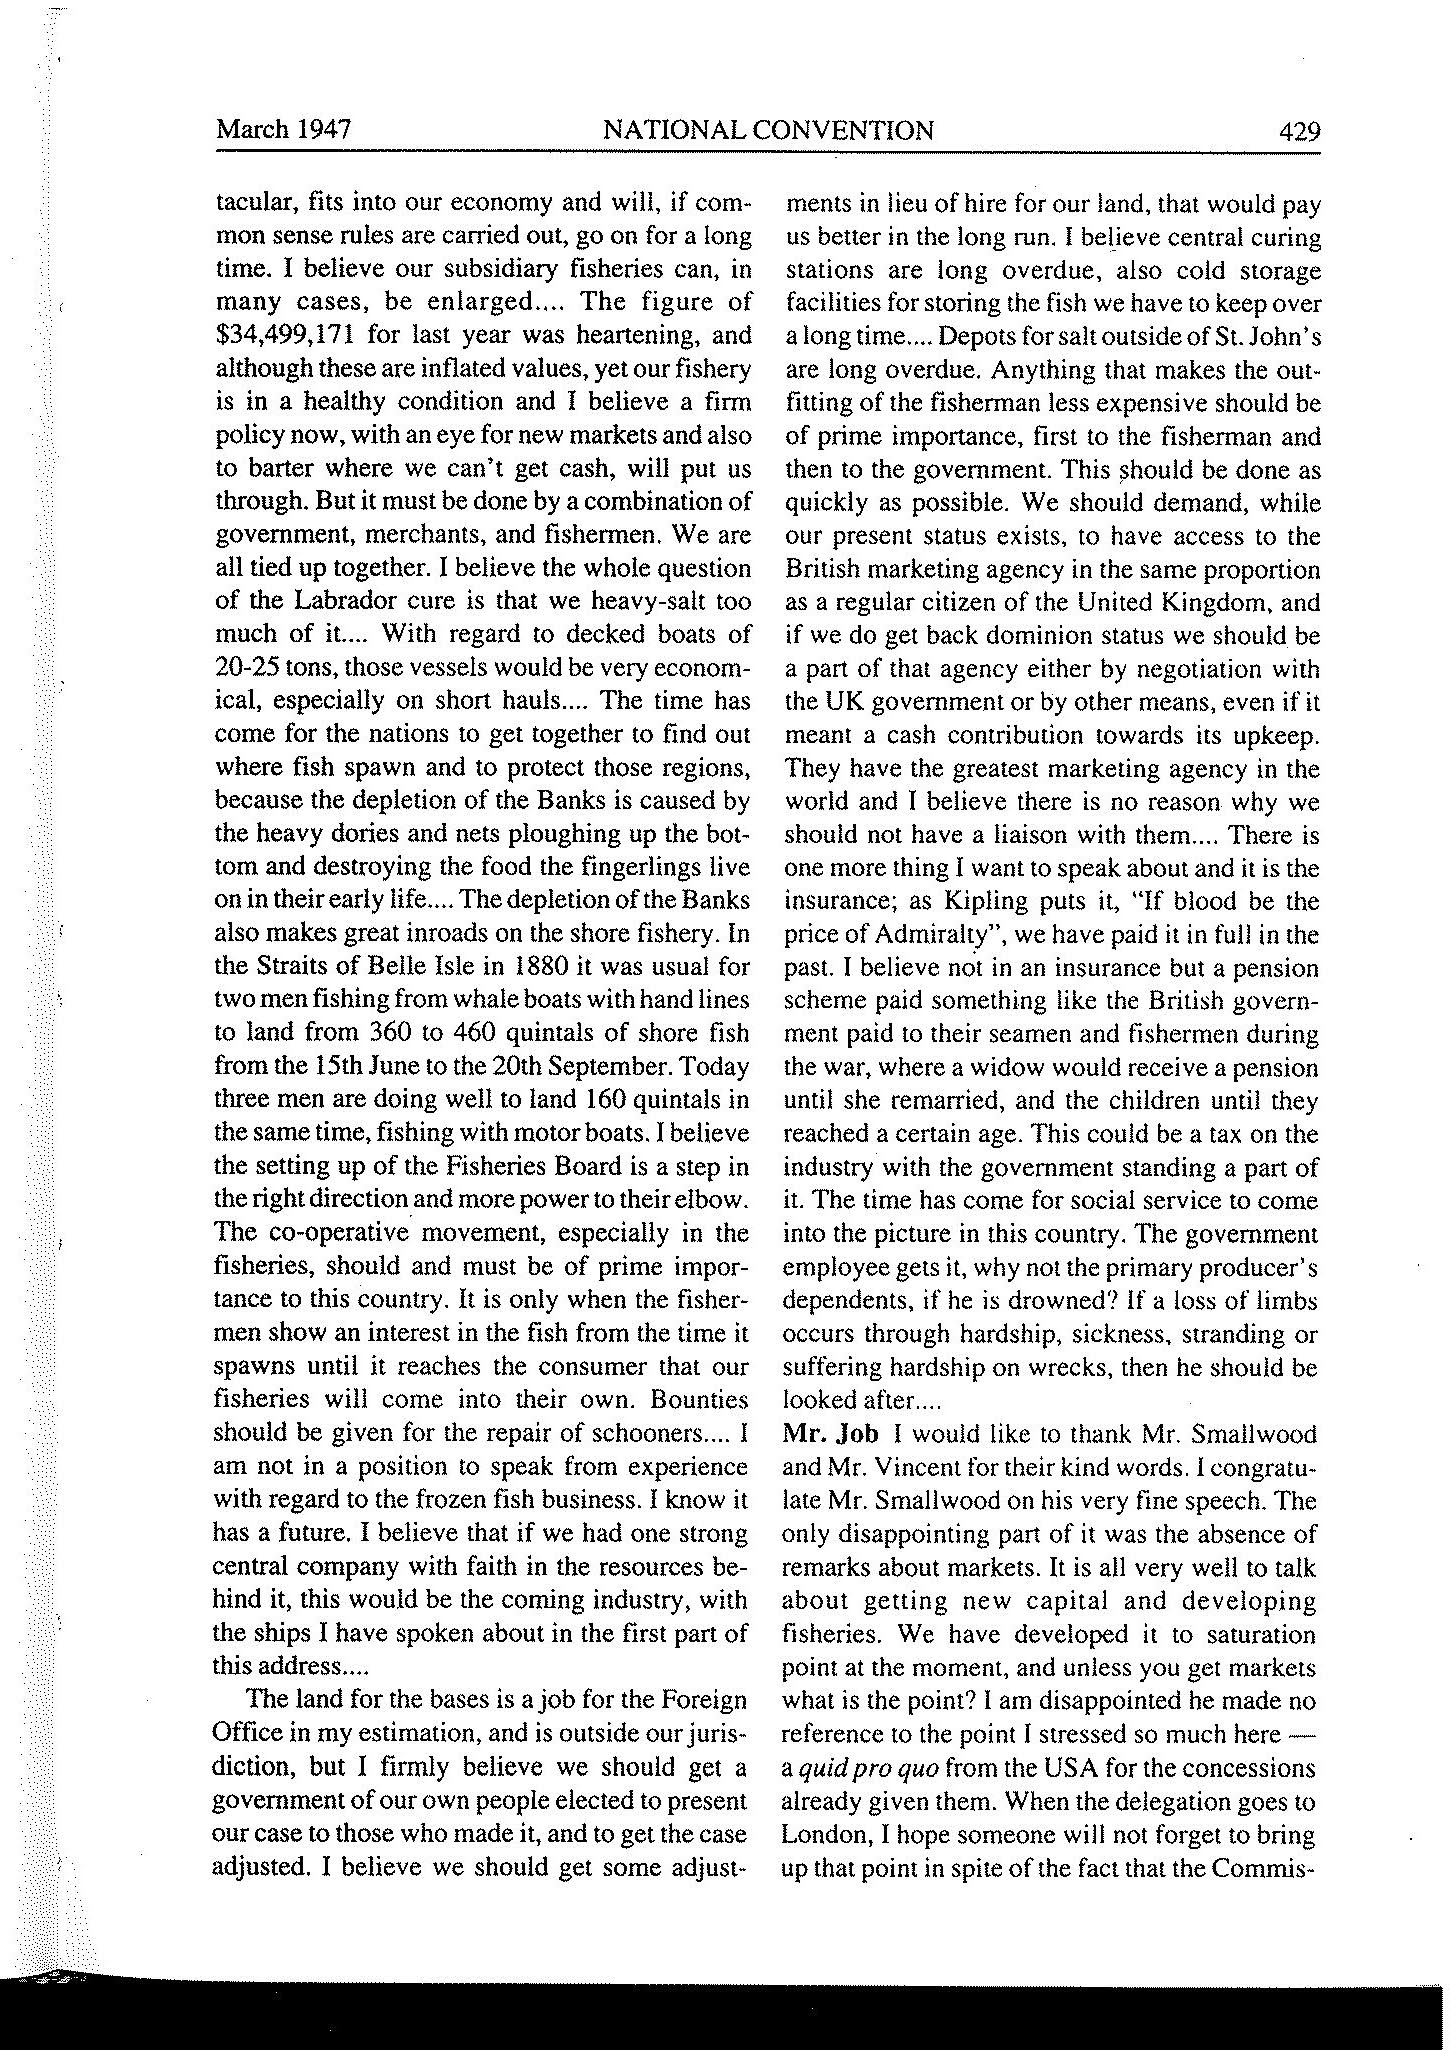 March 1947 NATIONAL CONVENTION 429
tacular, fits into our economy and will, if com-
mon sense rules are carried out, go on for a long
time. I believe our subsidiary fisheries can, in
many cases, be enlarged.... The figure of
$34,499,171 for last year was heartening, and
although these are inflated values, yet our fishery
is in a healthy condition and I believe a firm
policy now, with an eye for new markets and also
to barter where we can't get cash, will put us
through. But it must be done by a combination of
government, merchants, and fishermen. We are
all tied up together. I believe the whole question
of the Labrador cure is that we heavy-salt too
much of it.... With regard to decked boats of
20-25 tons, those vessels would be very econom-
ical, especially on short hauls.... The time has
come for the nations to get together to find out
where fish spawn and to protect those regions,
because the depletion of the Banks is caused by
the heavy dories and nets ploughing up the bot-
tom and destroying the food the fingerlings live
on in their early life.... The depletion of the Banks
also makes great inroads on the shore fishery. In
the Straits of Belle Isle in 1880 it was usual for
two men fishing from whale boats with hand lines
to land from 360 to 460 quintals of shore fish
from the 15th June to the 20th September. Today
three men are doing well to land 160 quintals in
the same time, fishing with motor boats. I believe
the setting up of the Fisheries Board is a step in
the right direction and more power to their elbow.
The co-operative movement, especially in the
fisheries, should and must be of prime impor-
tance to this country. It is only when the fisher-
men show an interest in the fish from the time it
spawns until it reaches the consumer that our
fisheries will come into their own. Bounties
should be given for the repair of schooners.... I
am not in a position to speak from experience
with regard to the frozen fish business. I know it
has a future. I believe that if we had one strong
central company with faith in the resources be-
hind it, this would be the coming industry, with
the ships I have spoken about in the first part of
this address....
The land for the bases is a job for the Foreign
Office in my estimation, and is outside our juris-
diction, but I firmly believe we should get a
government of our own people elected to present
our case to those who made it, and to get the case
adjusted. I believe we should get some adjust-
ments in lieu of hire for our land, that would pay
us better in the long run. I believe central curing
stations are long overdue, also cold storage
facilities for storing the fish we have to keep over
a long time.... Depots for salt outside of St. John's
are long overdue. Anything that makes the out-
fitting of the fisherman less expensive should be
of prime importance, first to the fisherman and
then to the government. This should be done as
quickly as possible. We should demand, while
our present status exists, to have access to the
British marketing agency in the same proportion
as a regular citizen of the United Kingdom, and
if we do get back dominion status we should be
a part of that agency either by negotiation with
the UK government or by other means, even if it
meant a cash contribution towards its upkeep.
They have the greatest marketing agency in the
world and I believe there is no reason why we
should not have a liaison with them.... There is
one more thing I want to speak about and it is the
insurance; as Kipling puts it, "If blood be the
price of Admiralty", we have paid it in full in the
past. I believe not in an insurance but a pension
scheme paid something like the British govern-
ment paid to their seamen and fishermen during
the war, where a widow would receive a pension
until she remarried, and the children until they
reached a certain age. This could be a tax on the
industry with the government standing a part of
it. The time has come for social service to come
into the picture in this country. The government
employee gets it, why not the primary producer's
dependents, if he is drowned? If a loss of limbs
occurs through hardship, sickness, stranding or
suffering hardship on wrecks, then he should be
looked after....
Mr. Job I would like to thank Mr. Smallwood
and Mr. Vincent for their kind words. I congratu-
late Mr. Smallwood on his very fine speech. The
only disappointing part of it was the absence of
remarks about markets. It is all very well to talk
about getting new capital and developing
fisheries. We have developed it to saturation
point at the moment, and unless you get markets
what is the point? I am disappointed he made no
reference to the point I stressed so much here —
a quid pro quo from the USA for the concessions
already given them. When the delegation goes to
London, I hope someone will not forget to bring
up that point in spite of the fact that the Commis-